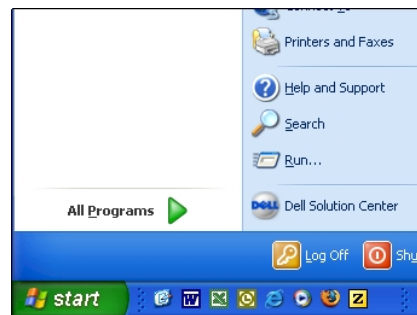 Printers and Faxes
Help and Support
Search
Run...
Dell Solution Center
All Programs
Log Off
start